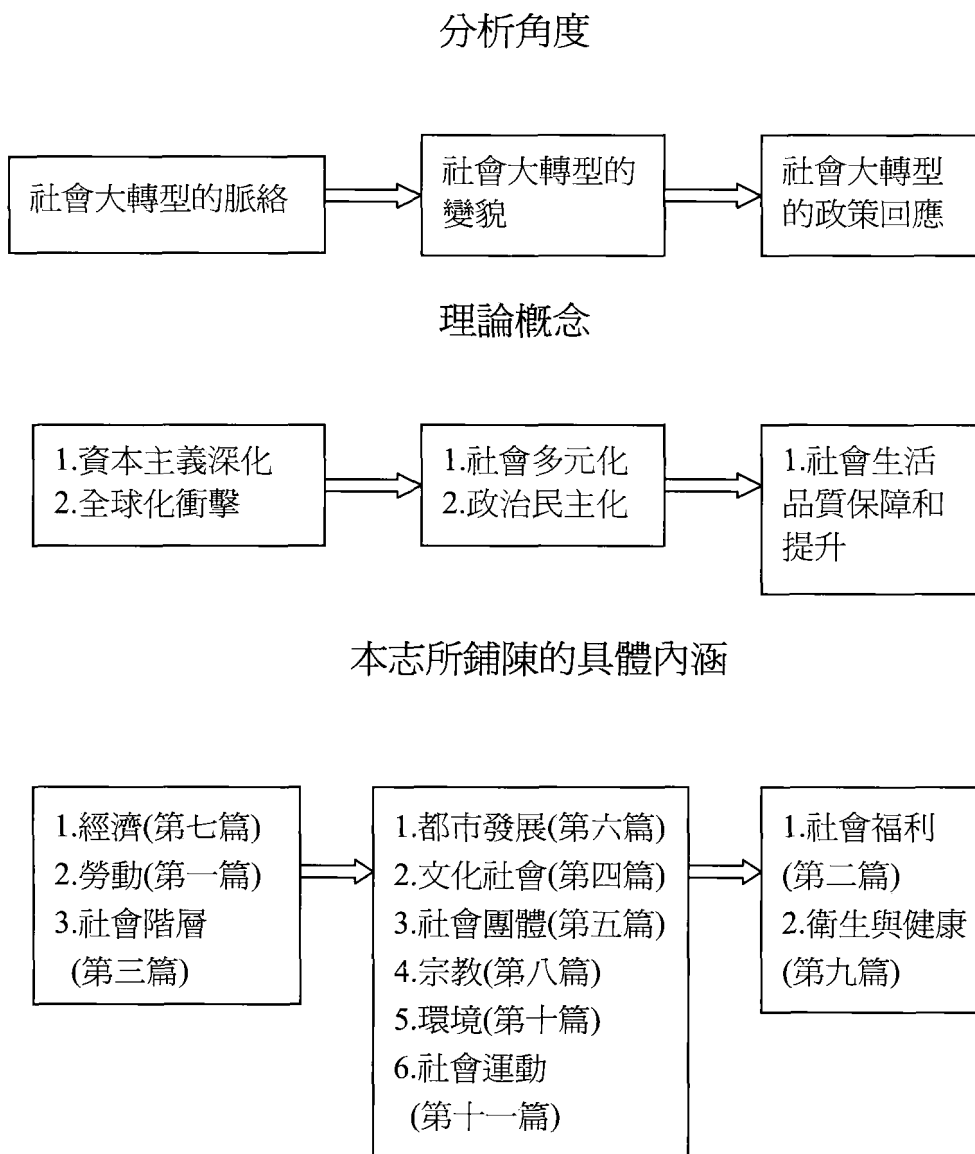 分析角度
社會大轉型的脈絡
社會大轉型的
變貌
社會大轉型
的政策回應
理論概念
1.資本主義深化
2.全球化衝擊
1.社會多元化
2.政治民主化
1.社會生活
品質保障和
提升
本志所鋪陳的具體內涵
1.經濟(第七篇)
2.勞動(第一篇)
3.社會階層
(第三篇)
1.都市發展(第六篇)
2.文化社會(第四篇)
3.社會團體(第五篇)
4.宗教(第八篇)
5.環境(第十篇)
6.社會運動
(第十一篇)
1.社會福利
(第二篇)
2.衛生與健康
(第九篇)